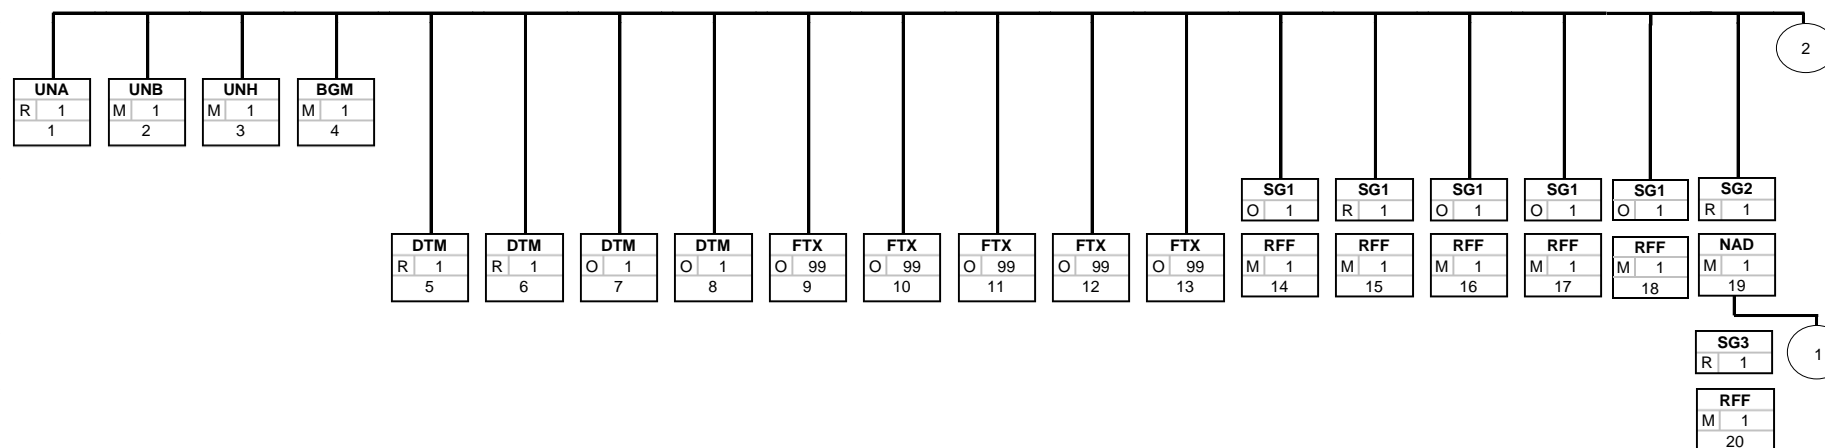 2
UNA UNB UNH BGM
R 1 M 1 M 1 M 1
1 2 3 4
SG1 SG1 SG1 SG1 SG1 SG2
O 1 R 1 O 1 O 1 O 1 R 1
DTM DTM DTM DTM FTX FTX FTX FTX FTX RFF RFF RFF RFF RFF NAD
R 1 R 1 O 1 O 1 O 99 O 99 O 99 O 99 O 99 M 1 M 1 M 1 M 1 M 1 M 1
5 6 7 8 9 10 11 12 13 14 15 16 17 18 19
SG3
R 1
1
RFF
M 1
20